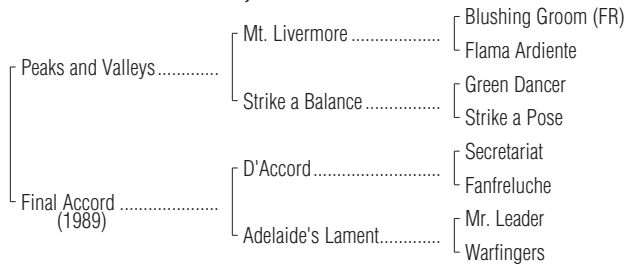 Blushing Groom (FR)
Mt. Livermore ..................
Flama Ardiente
Peaks and Valleys.............
Green Dancer
Strike a Balance ...............
Strike a Pose
Secretariat
D'Accord.........................
Fanfreluche
Final Accord .....................
(1989)
Mr. Leader
Adelaide's Lament.............
Warfingers